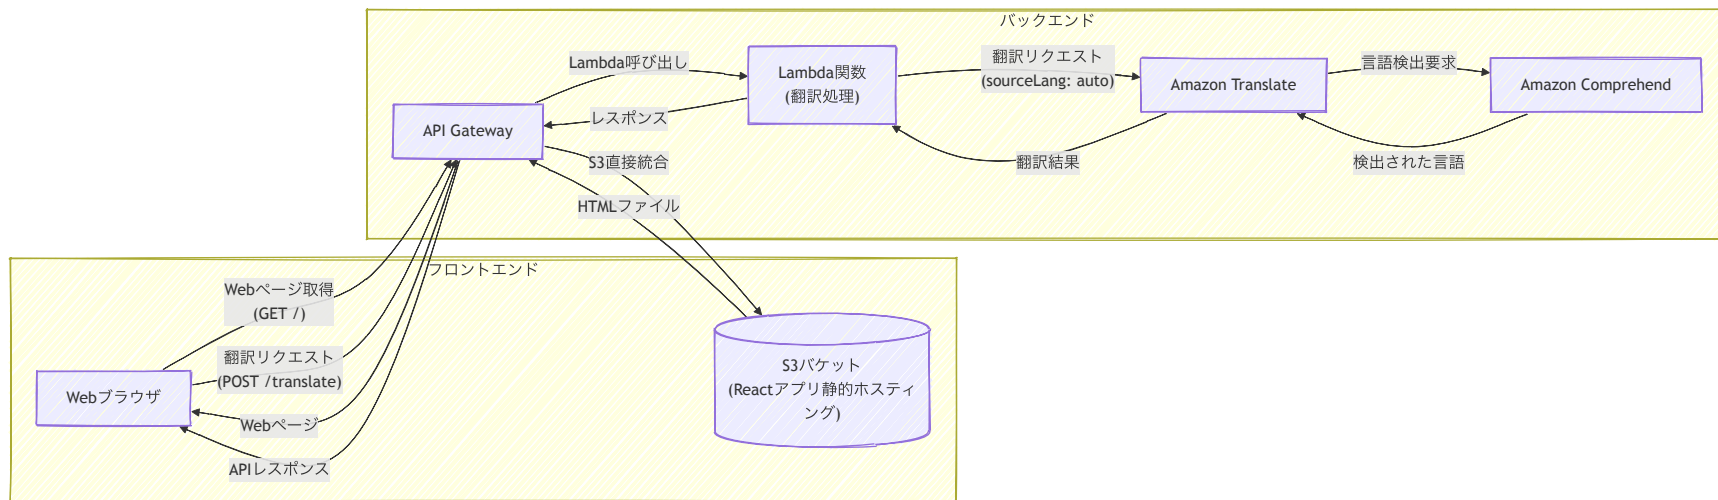 バックエンド
Lambda呼び出し
Lambda関数
(翻訳処理)
翻訳リクエスト
(sourceLang: auto)
Amazon Translate
言語検出要求
Amazon Comprehend
API Gateway
レスポンス
S3直接統合
翻訳結果
検出された言語
HTMLファイル
フロントエンド
Webページ取得
(GET /)
翻訳リクエスト
(POST /translate)
Webブラウザ
Webページ
APIレスポンス
S3バケット
(Reactアプリ静的ホスティ
ング)